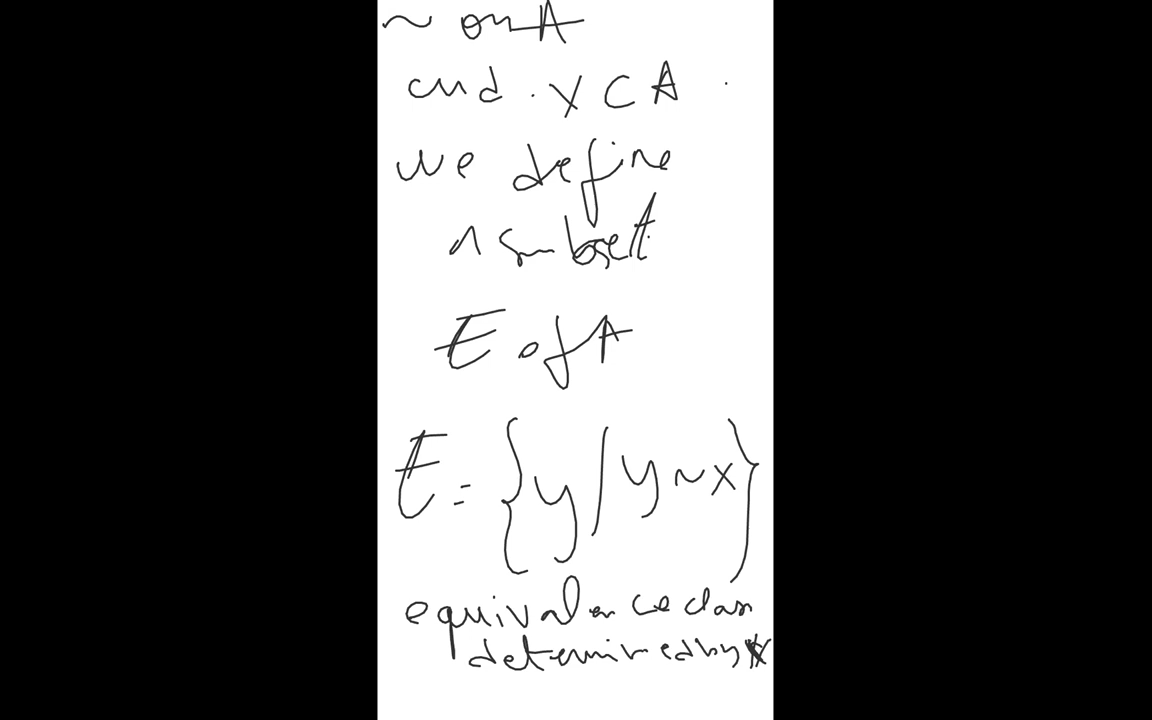 ~ on A
and x ⊂ A
we define
a subset
E of A
E = {y / y ~ x}
equivalence class
determined by x